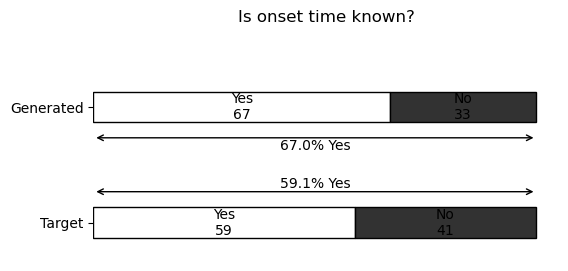 Is onset time known?
Generated
Yes
67
No
33
67.0% Yes
59.1% Yes
Target
Yes
59
No
41